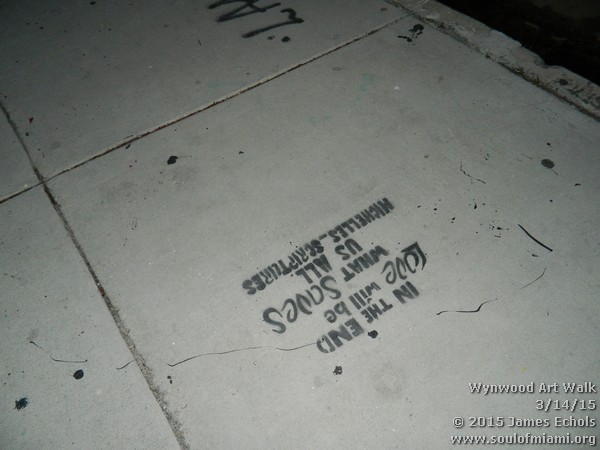 IN THE END
Love will be
WHAT Saves
US ALL
MICHELLES_SCRIPTURES
Wynwood Art Walk
3/14/15
© 2015 James Echols
www.soulofmiami.org